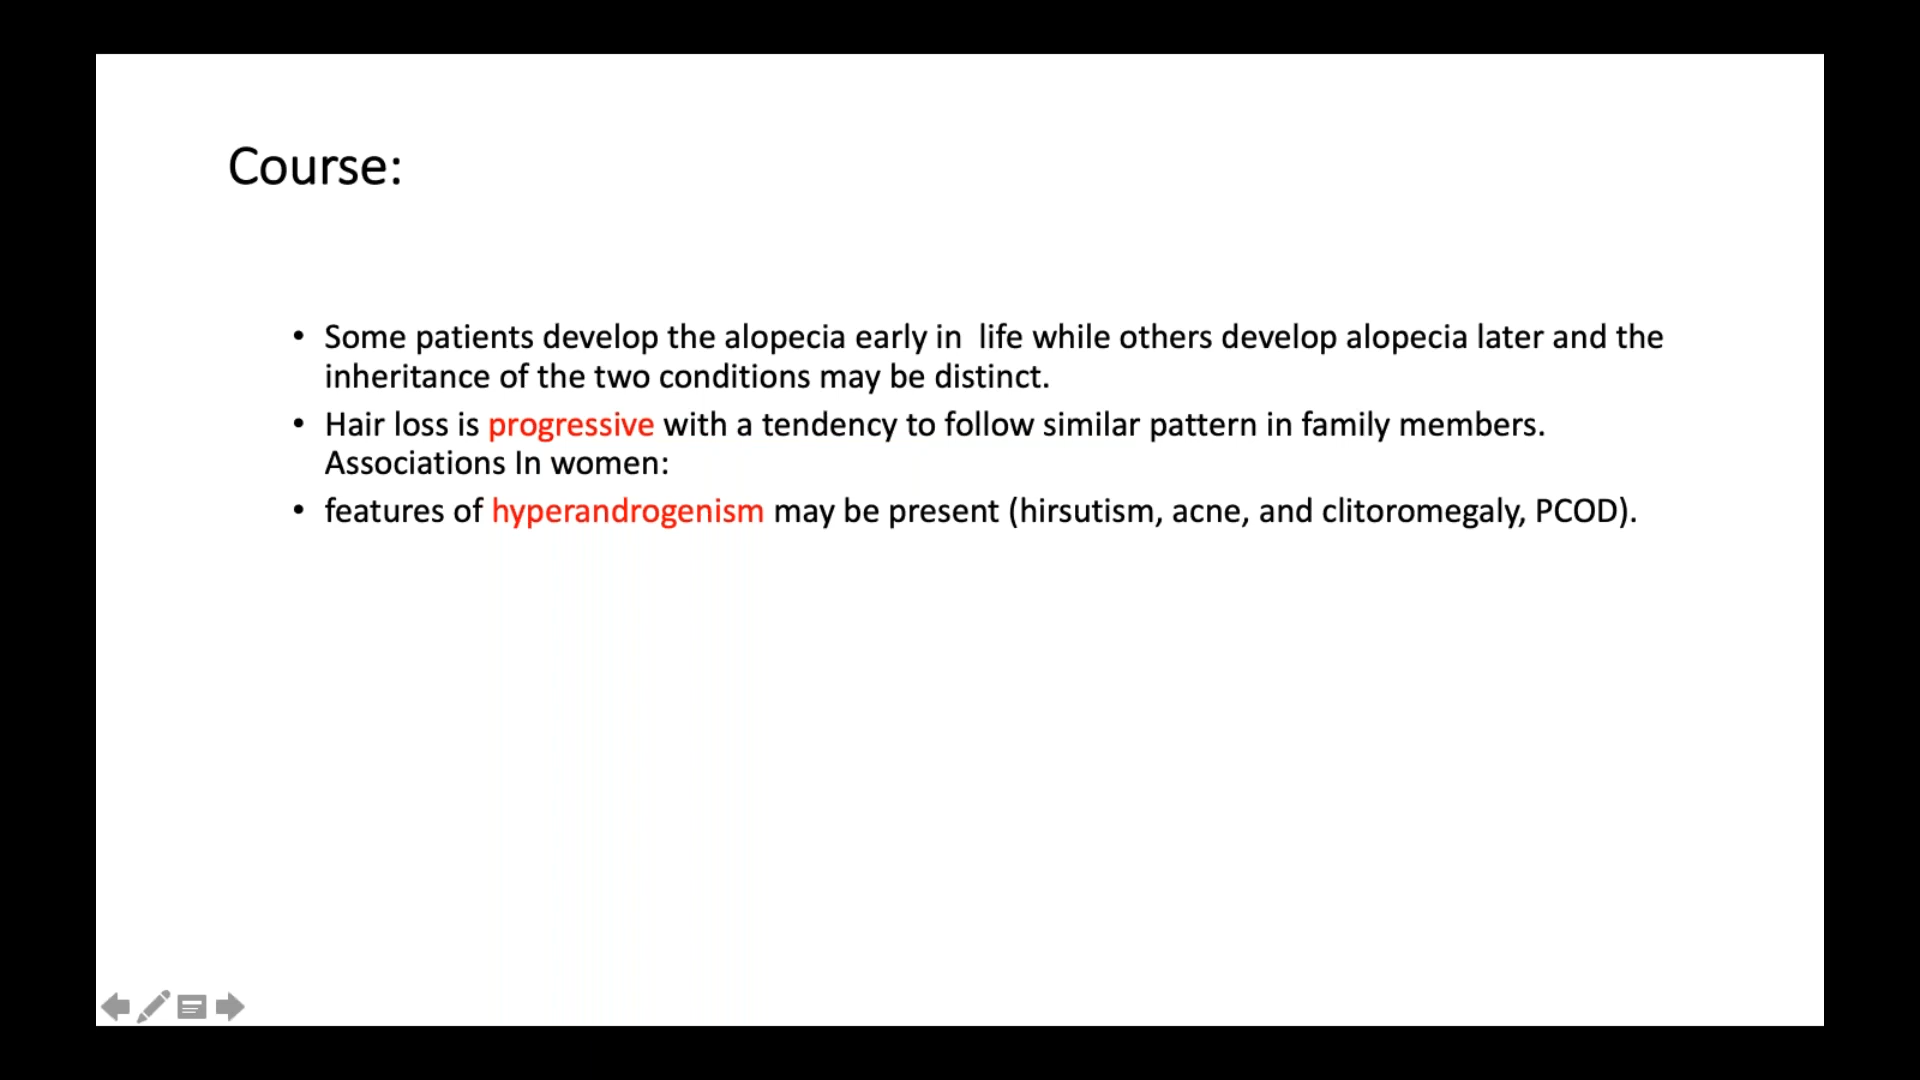 Course:
• Some patients develop the alopecia early in  life while others develop alopecia later and the
inheritance of the two conditions may be distinct.
• Hair loss is progressive with a tendency to follow similar pattern in family members.
Associations In women:
• features of hyperandrogenism may be present (hirsutism, acne, and clitoromegaly, PCOD).